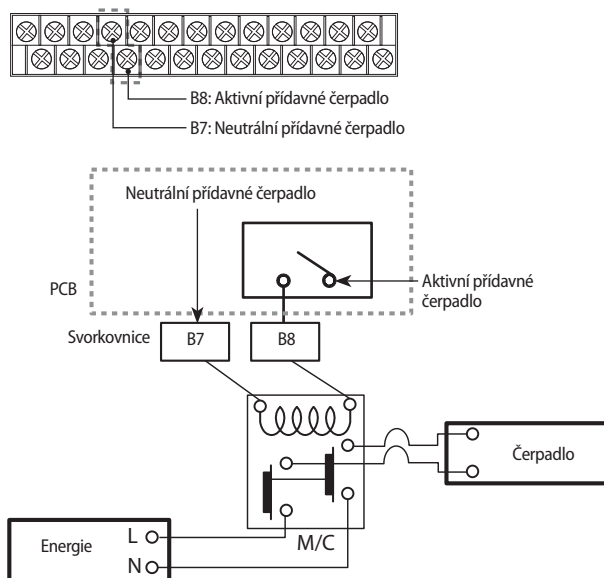 B8: Aktivní přídavné čerpadlo
B7: Neutrální přídavné čerpadlo
Neutrální přídavné čerpadlo
Aktivní přídavné
čerpadlo
PCB
Svorkovnice
B7
B8
Čerpadlo
M/C
Energie
L
N